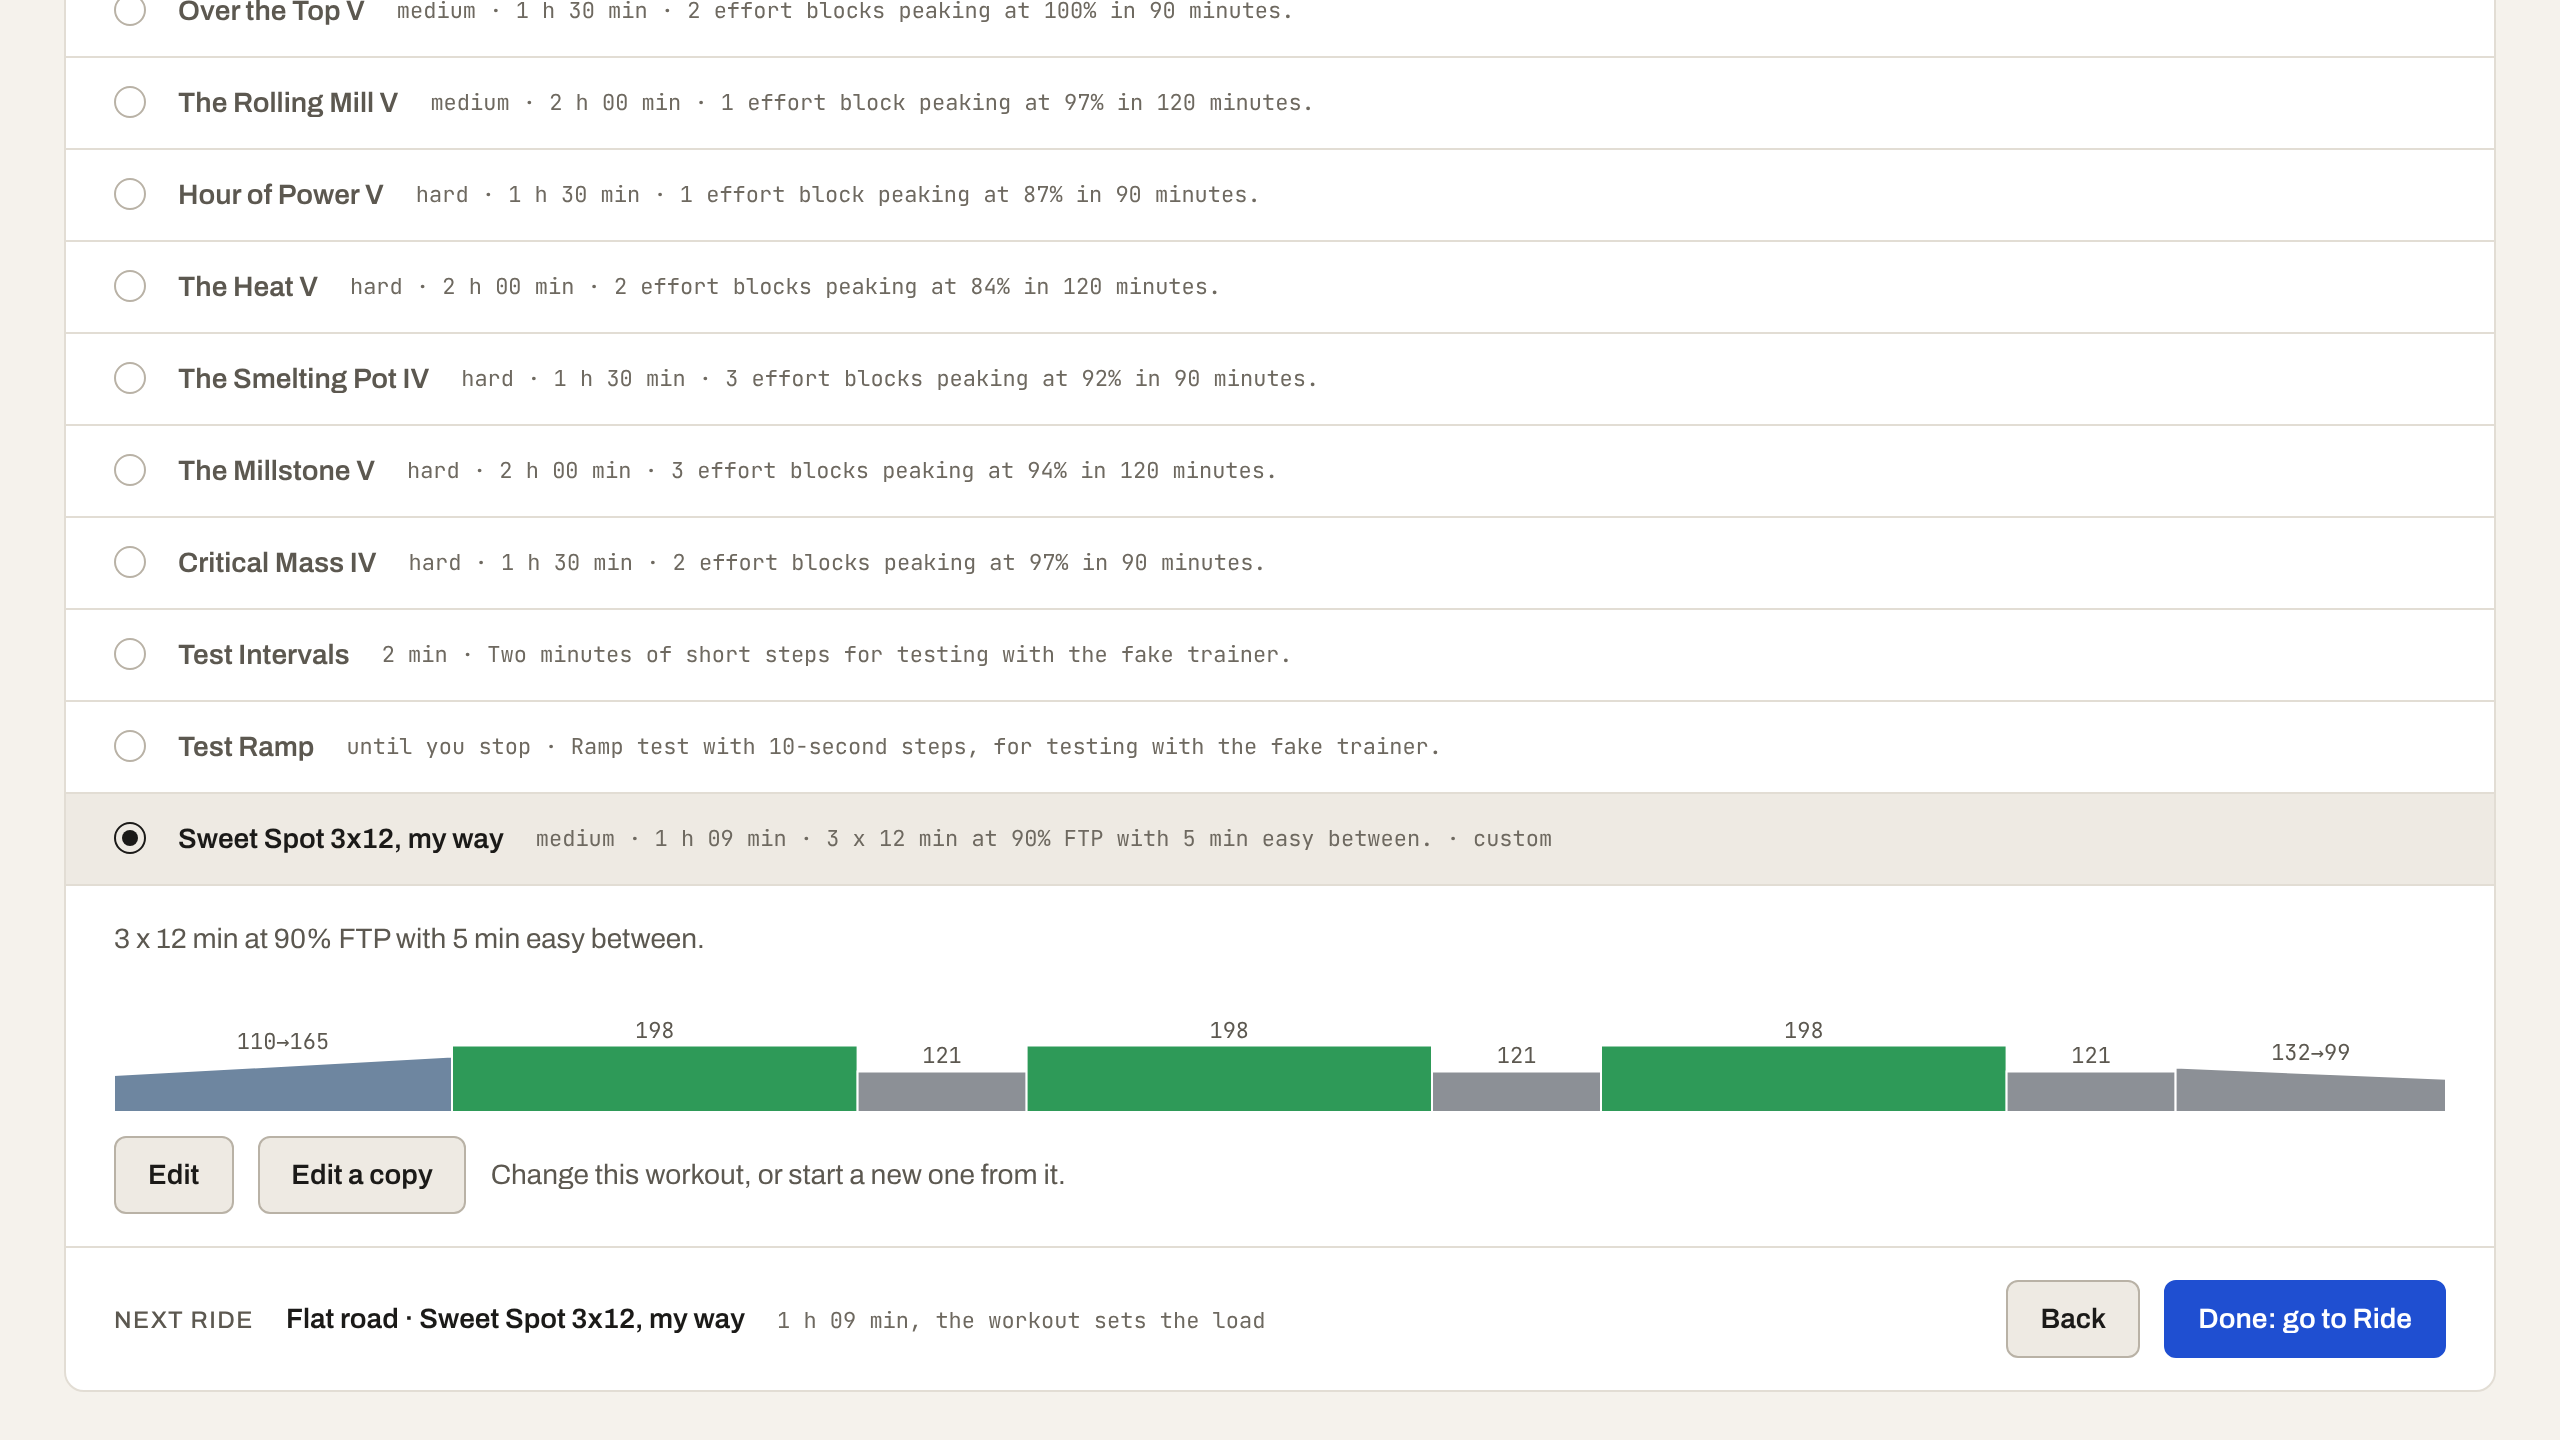 Over the Top V medium · 1 h 30 min · 2 effort blocks peaking at 100% in 90 minutes.
The Rolling Mill V medium · 2 h 00 min · 1 effort block peaking at 97% in 120 minutes.
Hour of Power V hard · 1 h 30 min · 1 effort block peaking at 87% in 90 minutes.
The Heat V hard · 2 h 00 min · 2 effort blocks peaking at 84% in 120 minutes.
The Smelting Pot IV hard · 1 h 30 min · 3 effort blocks peaking at 92% in 90 minutes.
The Millstone V hard · 2 h 00 min · 3 effort blocks peaking at 94% in 120 minutes.
Critical Mass IV hard · 1 h 30 min · 2 effort blocks peaking at 97% in 90 minutes.
Test Intervals 2 min · Two minutes of short steps for testing with the fake trainer.
Test Ramp until you stop · Ramp test with 10-second steps, for testing with the fake trainer.
Sweet Spot 3x12, my way medium · 1 h 09 min · 3 x 12 min at 90% FTP with 5 min easy between. · custom
3 x 12 min at 90% FTP with 5 min easy between.
110→165 198 121 198 121 198 121 132→99
Edit Edit a copy Change this workout, or start a new one from it.
NEXT RIDE Flat road · Sweet Spot 3x12, my way 1 h 09 min, the workout sets the load Back Done: go to Ride